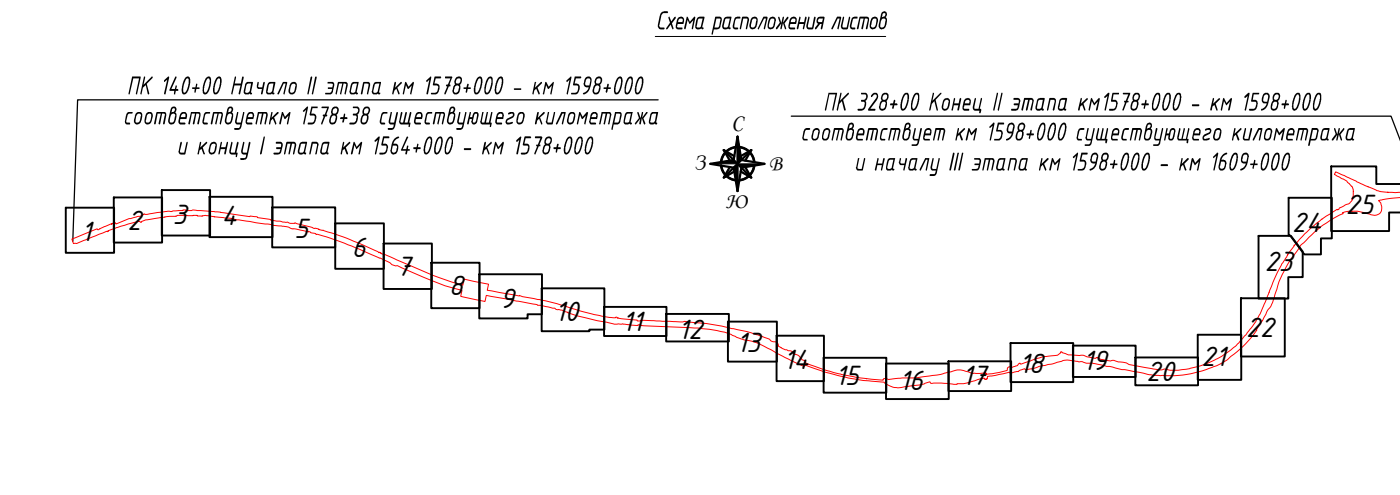 Схема расположения листов
ПК 140+00 Начало II этапа км 1578+000 - км 1598+000
соответствуеткм 1578+38 существующего километража
и концу I этапа км 1564+000 - км 1578+000
ПК 328+00 Конец II этапа км1578+000 - км 1598+000
соответствует км 1598+000 существующего километража
и началу III этапа км 1598+000 - км 1609+000
С
З
В
Ю
1
2
3
4
5
6
7
8
9
10
11
12
13
14
15
16
17
18
19
20
21
22
23
24
25